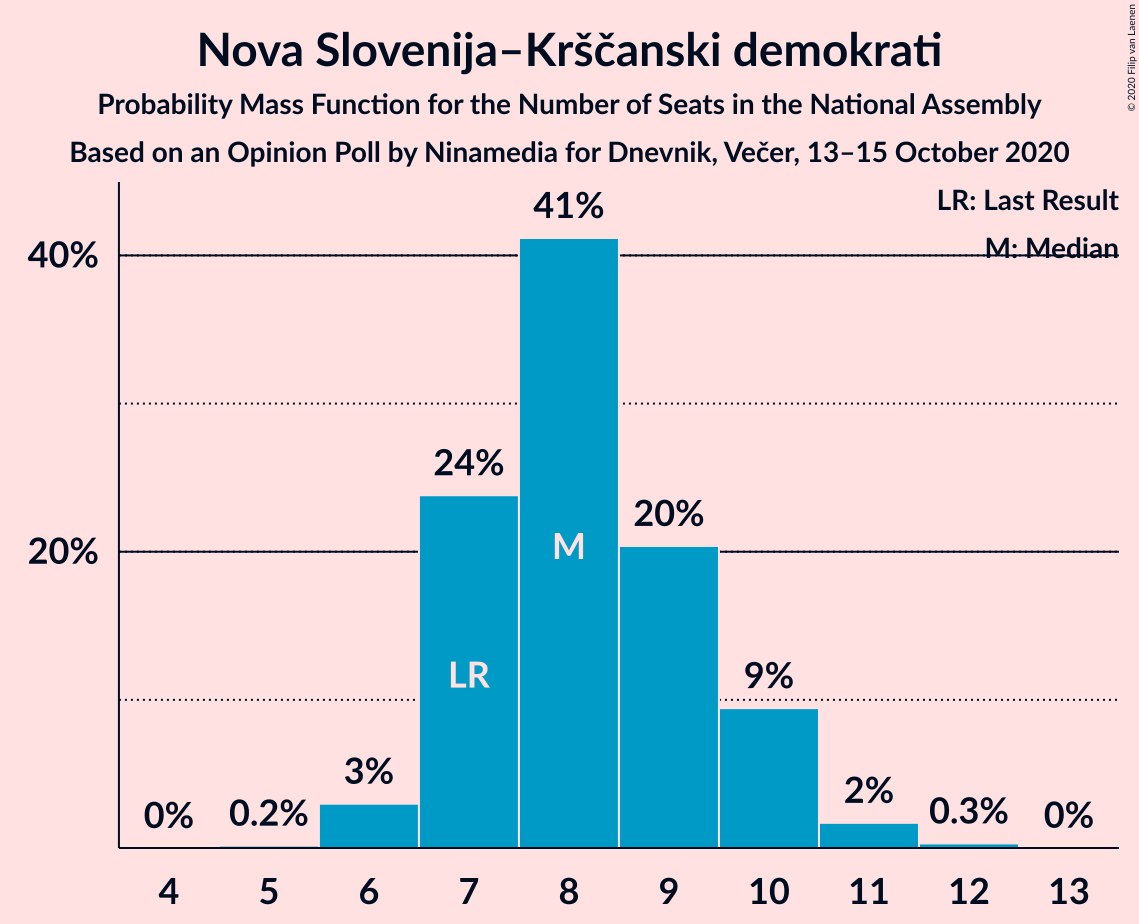 Nova Slovenija–Krščanski demokrati
Probability Mass Function for the Number of Seats in the National Assembly
Based on an Opinion Poll by Ninamedia for Dnevnik, Večer, 13–15 October 2020
© 2020 Filip van Laenen
LR: Last Result
M: Median
41%
40%
24%
20%
20%
M
LR
9%
3%
2%
0%
0.2%
0.3%
0%
4 5 6 7 8 9 10 11 12 13